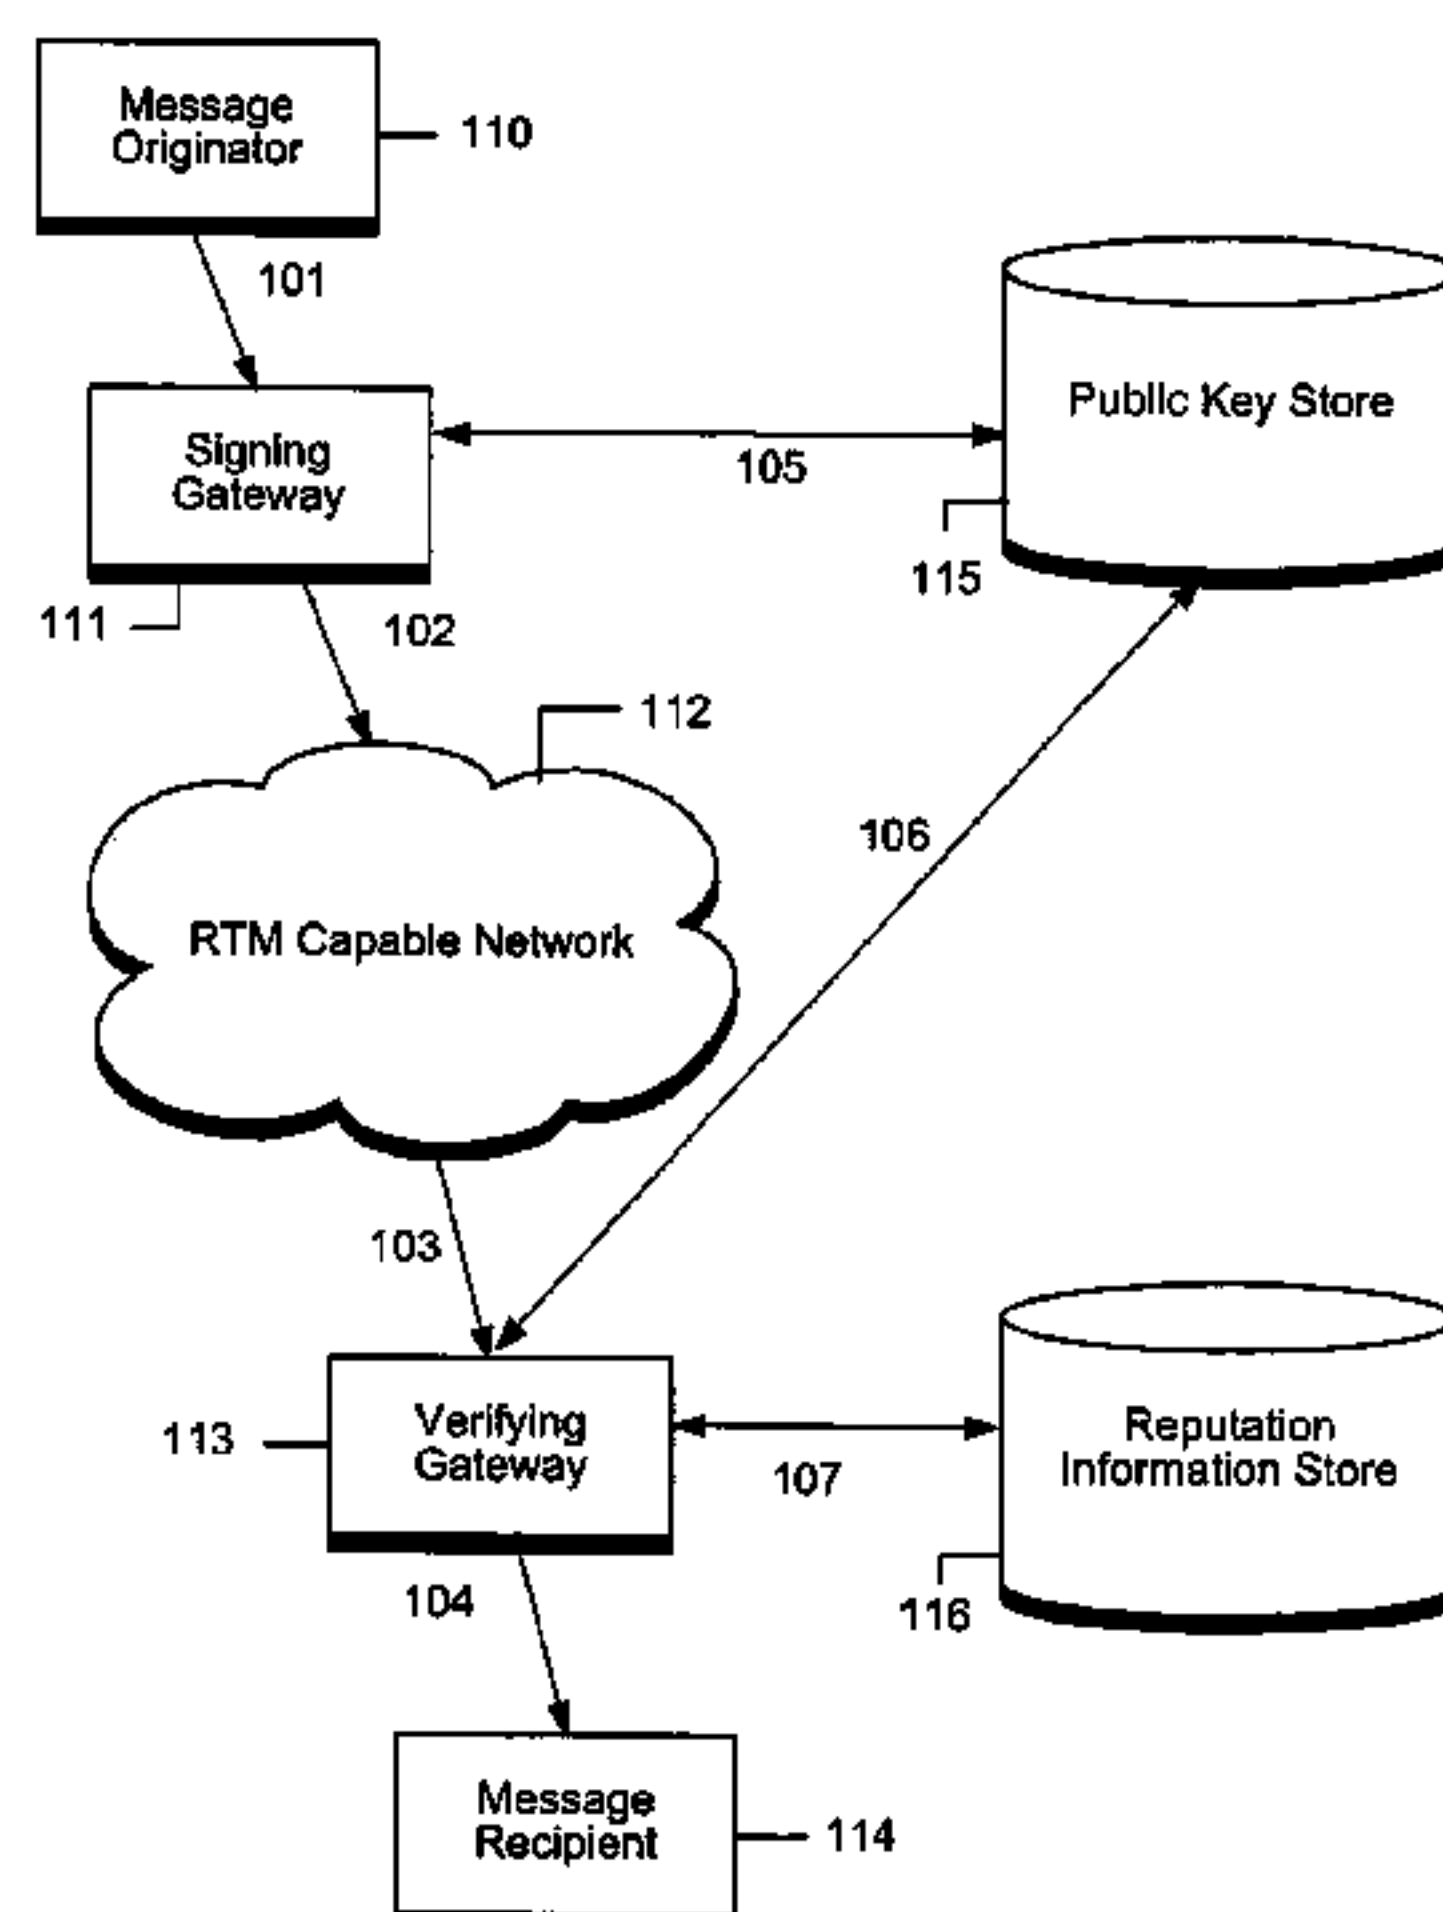 Message
Originator
110
101
Signing
Gateway
105
Public Key Store
115
111
102
112
RTM Capable Network
106
103
113
Verifying
Gateway
107
Reputation
Information Store
116
104
Message
Recipient
114